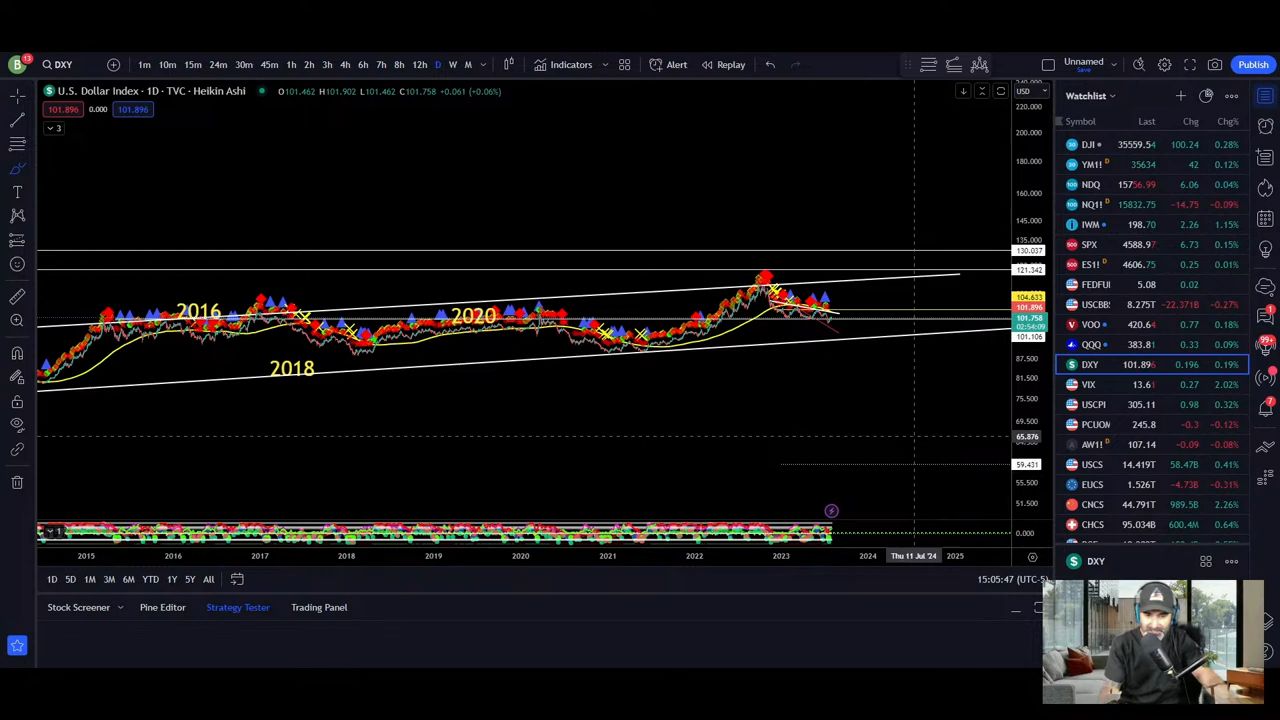 B 13 DXY 1m 10m 15m 24m 30m 45m 1h 2h 3h 4h 6h 7h 8h 12h D W M Indicators Alert Replay Unnamed Save Publish
U.S. Dollar Index · 1D · TVC · Heikin Ashi O101.462 H101.902 L101.462 C101.758 +0.061 (+0.06%)
101.896 0.000 101.896
3
USD
220.000
200.000
180.000
160.000
145.000
135.000
130.037
121.342
104.633
101.896
101.758
02:54:09
101.106
87.500
81.500
75.500
69.500
65.876
59.431
55.500
51.500
0.000
2016
2018
2020
1
2015 2016 2017 2018 2019 2020 2021 2022 2023 2024 Thu 11 Jul '24 2025
1D 5D 1M 3M 6M YTD 1Y 5Y All 15:05:47 (UTC-5)
Stock Screener Pine Editor Strategy Tester Trading Panel
Watchlist
Symbol Last Chg Chg%
DJI 35559.54 100.24 0.28%
YM1! D 35634 42 0.12%
NDQ 15756.99 6.06 0.04%
NQ1! D 15832.75 -14.75 -0.09%
IWM 198.70 2.26 1.15%
SPX 4588.97 6.73 0.15%
ES1! D 4606.75 0.25 0.01%
FEDFUI 5.08 0.02
USCBB 8.275T -22.371B -0.27%
VOO 420.64 0.77 0.18%
QQQ 383.81 0.33 0.09%
DXY 101.896 0.196 0.19%
VIX 13.61 0.27 2.02%
USCPI 305.11 0.98 0.32%
PCUOM 245.8 -0.3 -0.12%
AW1! D 107.14 -0.09 -0.08%
USCS 14.419T 58.47B 0.41%
EUCS 1.526T -4.73B -0.31%
CNCS 44.791T 989.5B 2.26%
CHCS 95.804B 600.4M 0.64%
DXY
99+
7